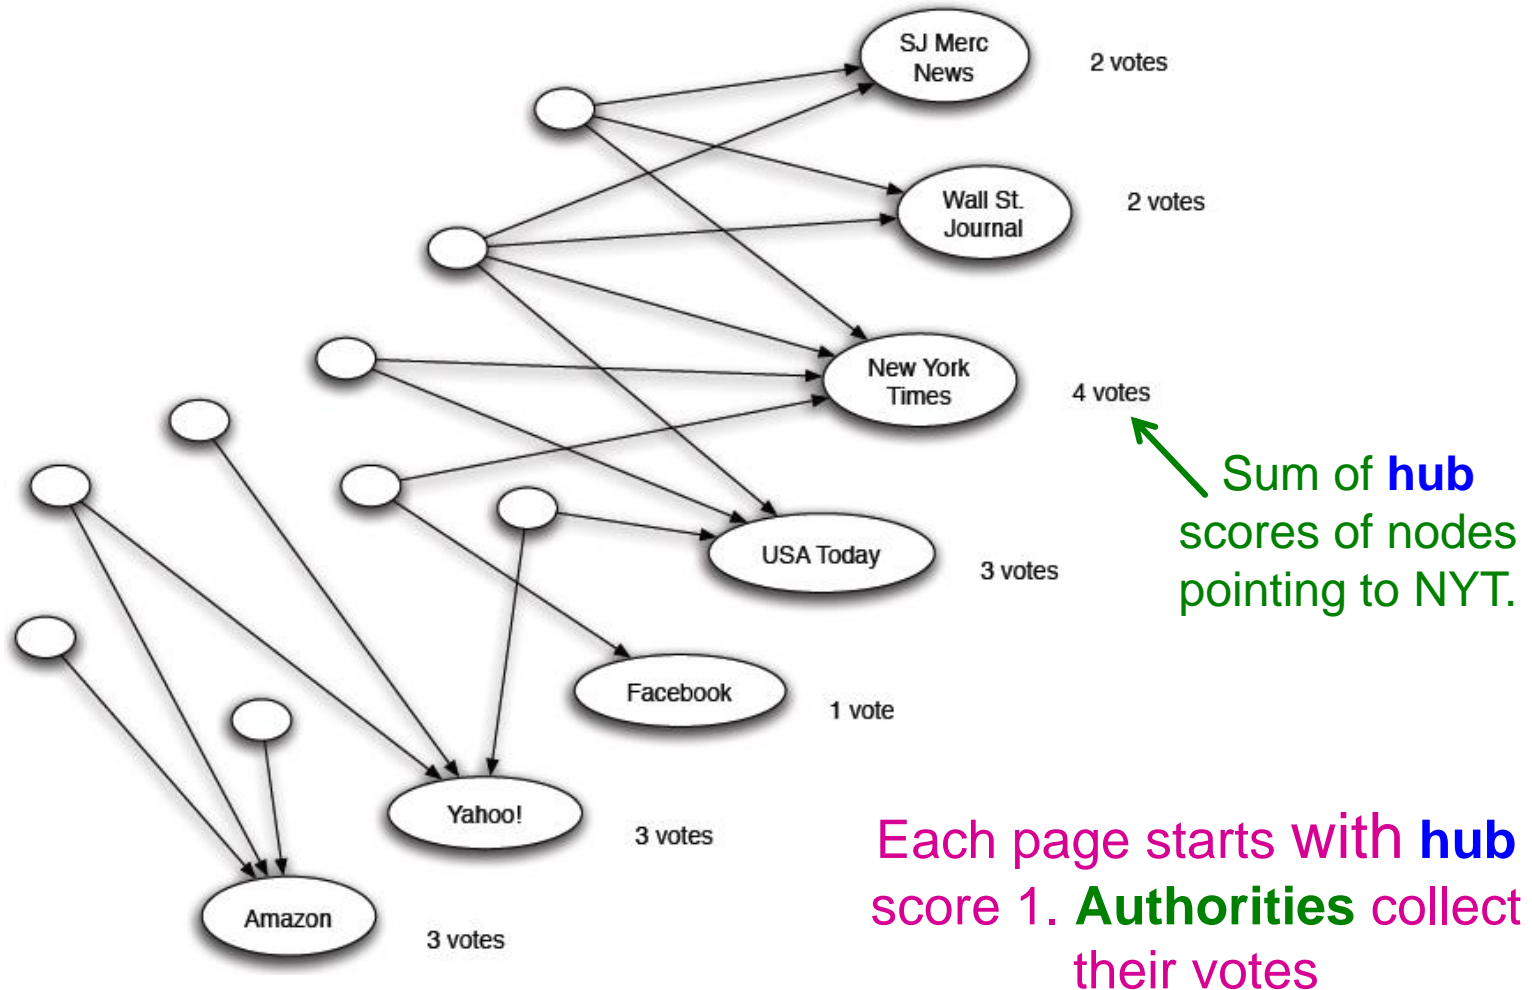 SJ Merc
News
2 votes
Wall St.
Journal
2 votes
New York
Times
4 votes
Sum of hub
scores of nodes
pointing to NYT.
USA Today
3 votes
Facebook
1 vote
Yahoo!
3 votes
Amazon
3 votes
Each page starts with hub
score 1. Authorities collect
their votes